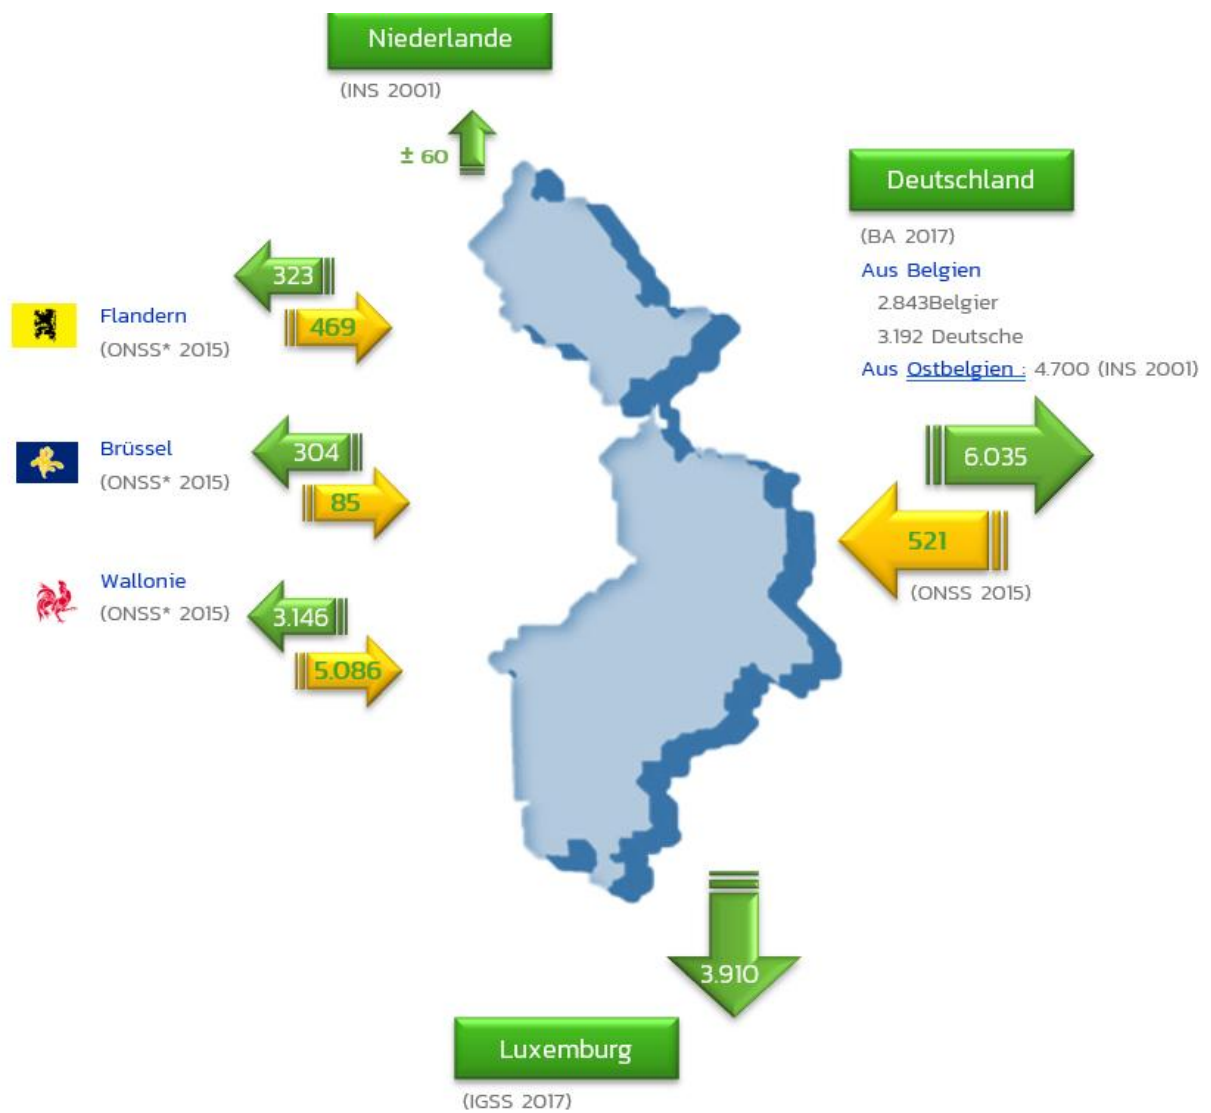 Niederlande
(INS 2001)
± 60
Deutschland
(BA 2017)
Aus Belgien
2.843Belgier
3.192 Deutsche
Aus Ostbelgien : 4.700 (INS 2001)
6.035
521
(ONSS 2015)
323
Flandern
469
(ONSS* 2015)
304
Brüssel
(ONSS* 2015)
85
Wallonie
(ONSS* 2015)
3.146
5.086
3.910
Luxemburg
(IGSS 2017)